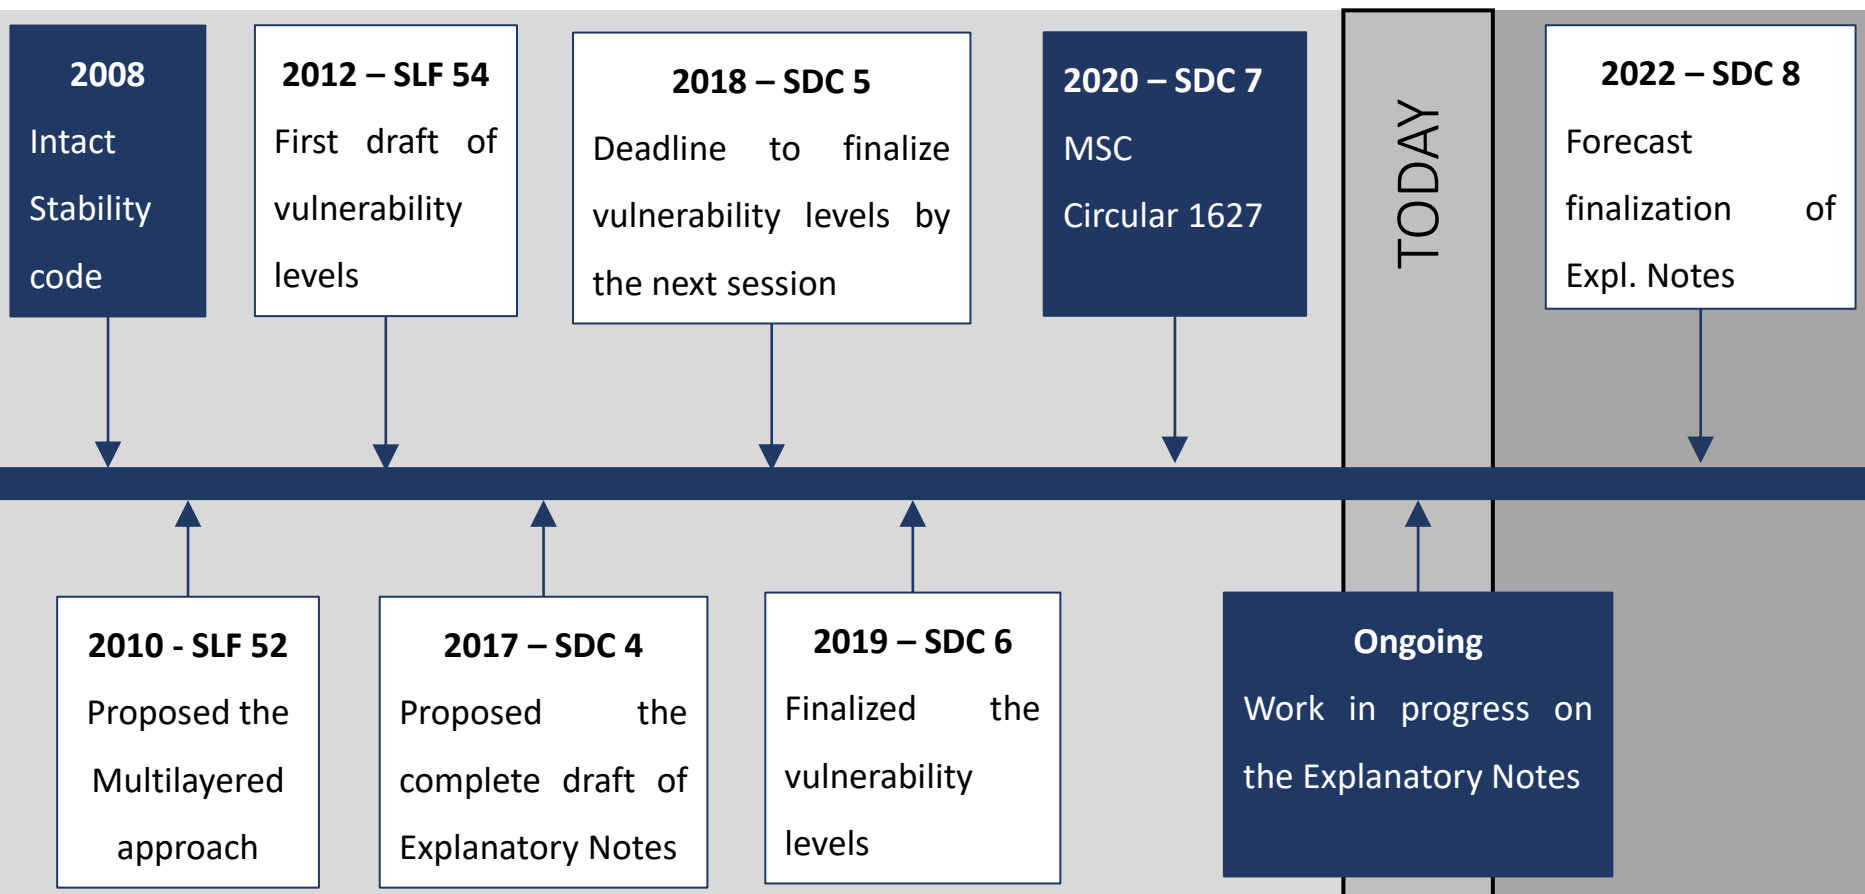 2008
Intact
Stability
code
2012 – SLF 54
First draft of
vulnerability
levels
2018 – SDC 5
Deadline to finalize
vulnerability levels by
the next session
2020 – SDC 7
MSC
Circular 1627
TODAY
2022 – SDC 8
Forecast
finalization of
Expl. Notes
2010 - SLF 52
Proposed the
Multilayered
approach
2017 – SDC 4
Proposed the
complete draft of
Explanatory Notes
2019 – SDC 6
Finalized the
vulnerability
levels
Ongoing
Work in progress on
the Explanatory Notes